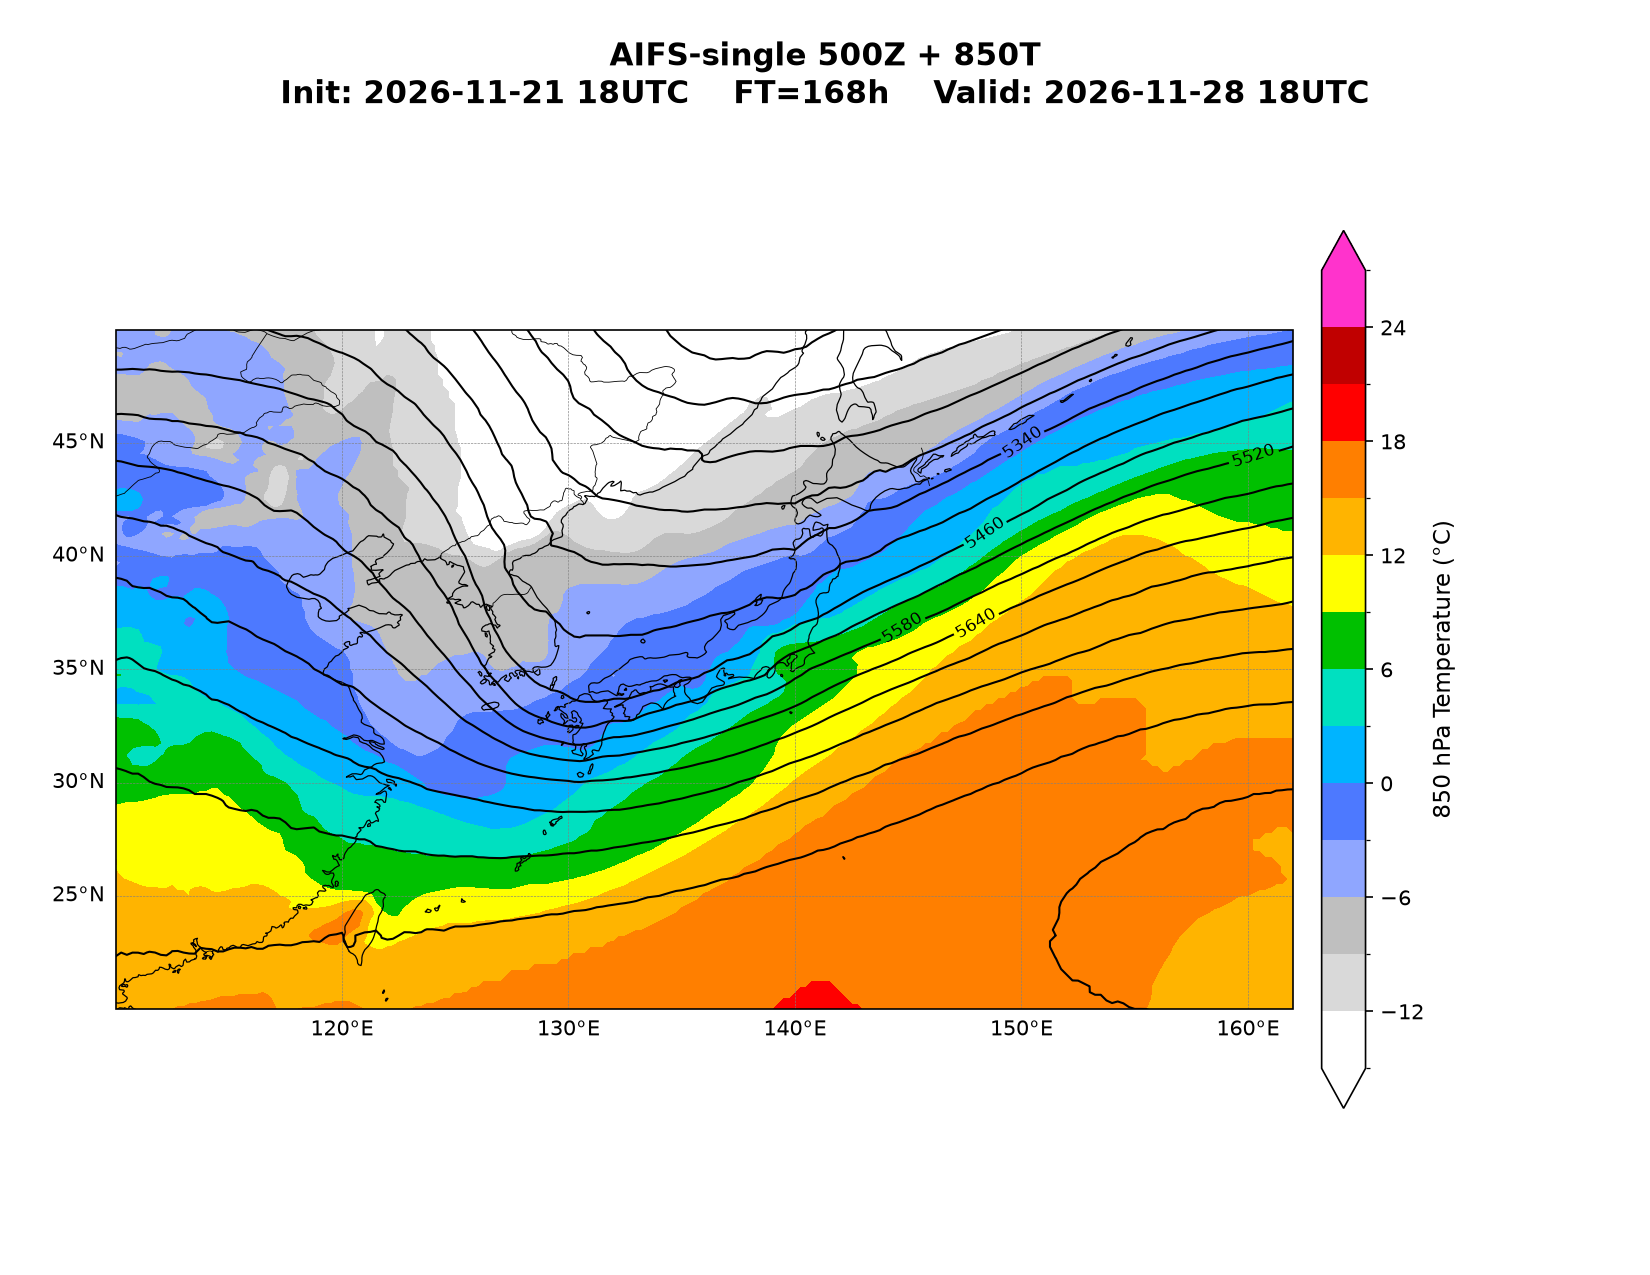 AIFS-single 500Z + 850T
Init: 2026-11-21 18UTC    FT=168h    Valid: 2026-11-28 18UTC
45°N
40°N
35°N
30°N
25°N
120°E
130°E
140°E
150°E
160°E
5340
5520
5460
5580
5640
24
18
12
6
0
−6
−12
850 hPa Temperature (°C)